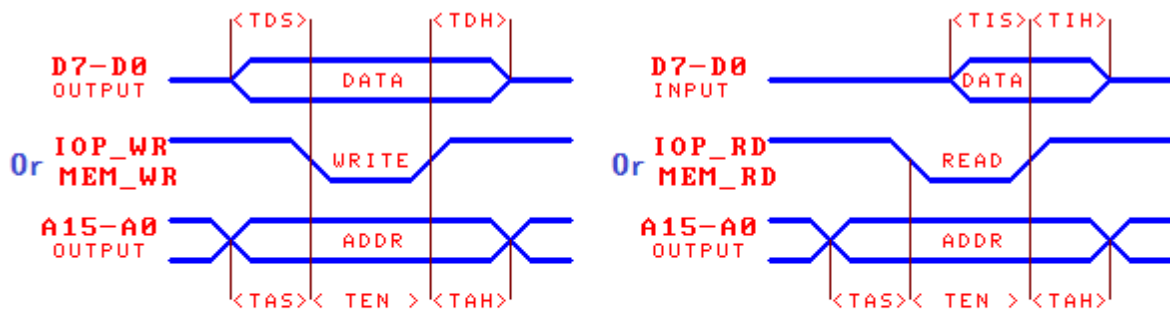 <TDS> <TDH>
D7-D0 DATA
OUTPUT
Or IOP_WR WRITE
MEM_WR
A15-A0 ADDR
OUTPUT
<TAS>< TEN ><TAH>
<TIS><TIH>
D7-D0 DATA
INPUT
Or IOP_RD READ
MEM_RD
A15-A0 ADDR
OUTPUT
<TAS>< TEN ><TAH>